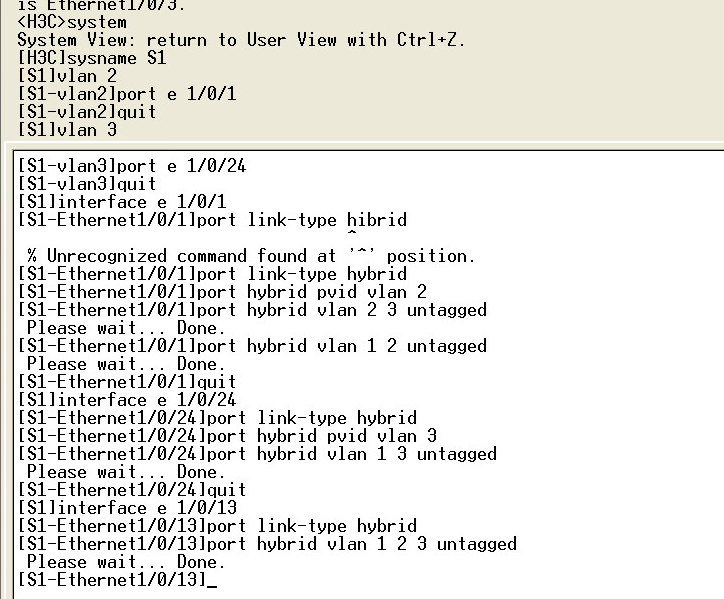 is Ethernet1/0/3.
<H3C>system
System View: return to User View with Ctrl+Z.
[H3C]sysname S1
[S1]vlan 2
[S1-vlan2]port e 1/0/1
[S1-vlan2]quit
[S1]vlan 3
[S1-vlan3]port e 1/0/24
[S1-vlan3]quit
[S1]interface e 1/0/1
[S1-Ethernet1/0/1]port link-type hibrid
^
% Unrecognized command found at '^' position.
[S1-Ethernet1/0/1]port link-type hybrid
[S1-Ethernet1/0/1]port hybrid pvid vlan 2
[S1-Ethernet1/0/1]port hybrid vlan 2 3 untagged
Please wait... Done.
[S1-Ethernet1/0/1]port hybrid vlan 1 2 untagged
Please wait... Done.
[S1-Ethernet1/0/1]quit
[S1]interface e 1/0/24
[S1-Ethernet1/0/24]port link-type hybrid
[S1-Ethernet1/0/24]port hybrid pvid vlan 3
[S1-Ethernet1/0/24]port hybrid vlan 1 3 untagged
Please wait... Done.
[S1-Ethernet1/0/24]quit
[S1]interface e 1/0/13
[S1-Ethernet1/0/13]port link-type hybrid
[S1-Ethernet1/0/13]port hybrid vlan 1 2 3 untagged
Please wait... Done.
[S1-Ethernet1/0/13]_